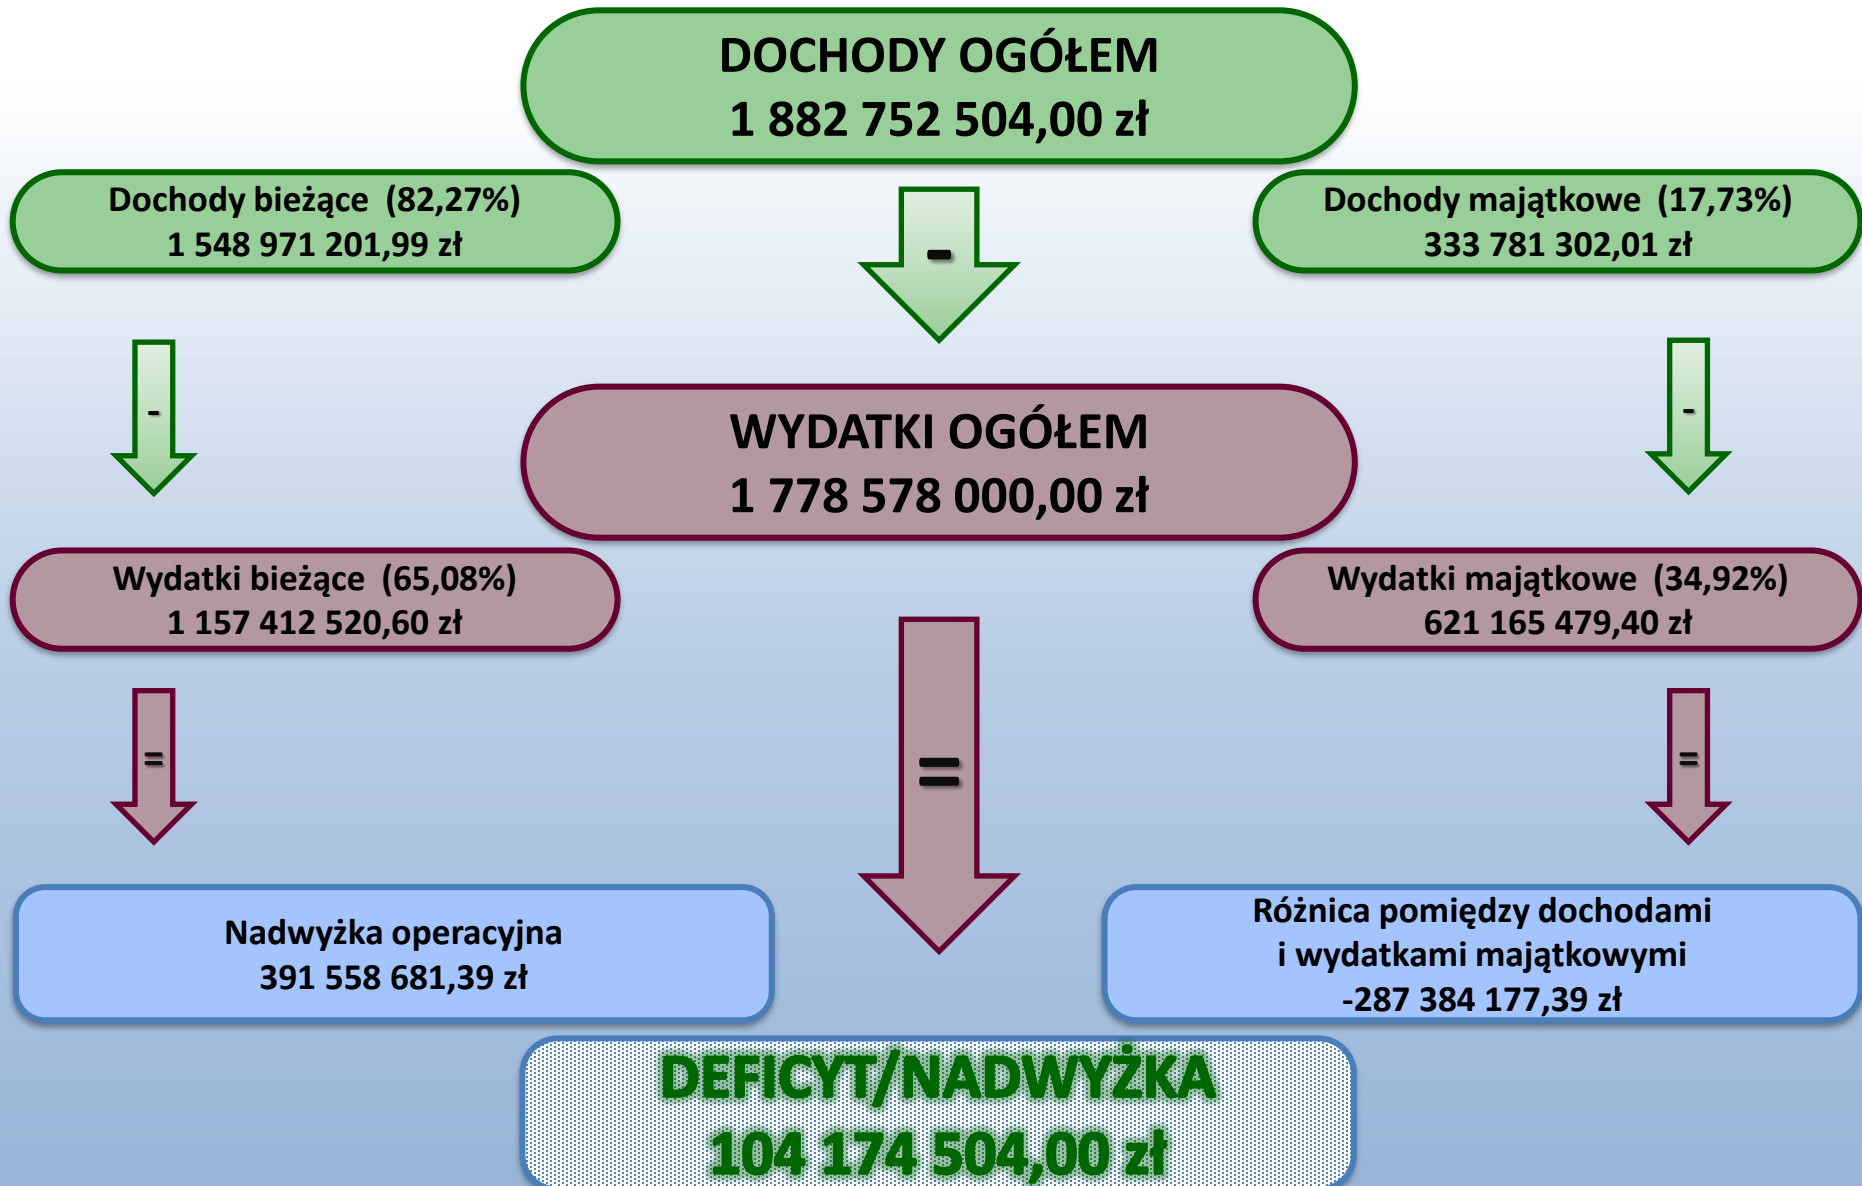 DOCHODY OGÓŁEM
1 882 752 504,00 zł
Dochody bieżące (82,27%)
1 548 971 201,99 zł
-
Dochody majątkowe (17,73%)
333 781 302,01 zł
-
-
WYDATKI OGÓŁEM
1 778 578 000,00 zł
Wydatki bieżące (65,08%)
1 157 412 520,60 zł
Wydatki majątkowe (34,92%)
621 165 479,40 zł
=
=
=
Nadwyżka operacyjna
391 558 681,39 zł
Różnica pomiędzy dochodami
i wydatkami majątkowymi
-287 384 177,39 zł
DEFICYT/NADWYŻKA
104 174 504,00 zł